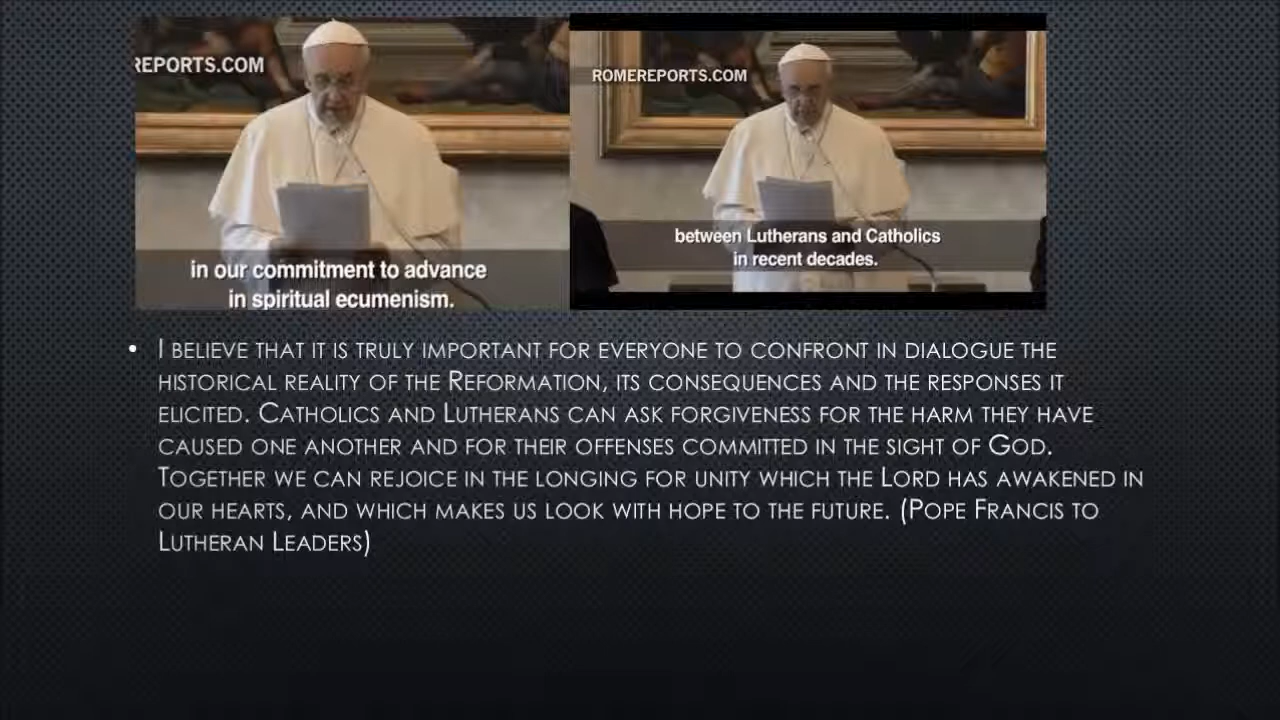 REPORTS.COM
in our commitment to advance
in spiritual ecumenism.
ROMEREPORTS.COM
between Lutherans and Catholics
in recent decades.
• I believe that it is truly important for everyone to confront in dialogue the
historical reality of the Reformation, its consequences and the responses it
elicited. Catholics and Lutherans can ask forgiveness for the harm they have
caused one another and for their offenses committed in the sight of God.
Together we can rejoice in the longing for unity which the Lord has awakened in
our hearts, and which makes us look with hope to the future. (Pope Francis to
Lutheran Leaders)